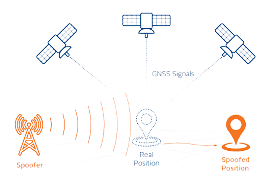 GNSS Signals
Spoofer
Real
Position
Spoofed
Position